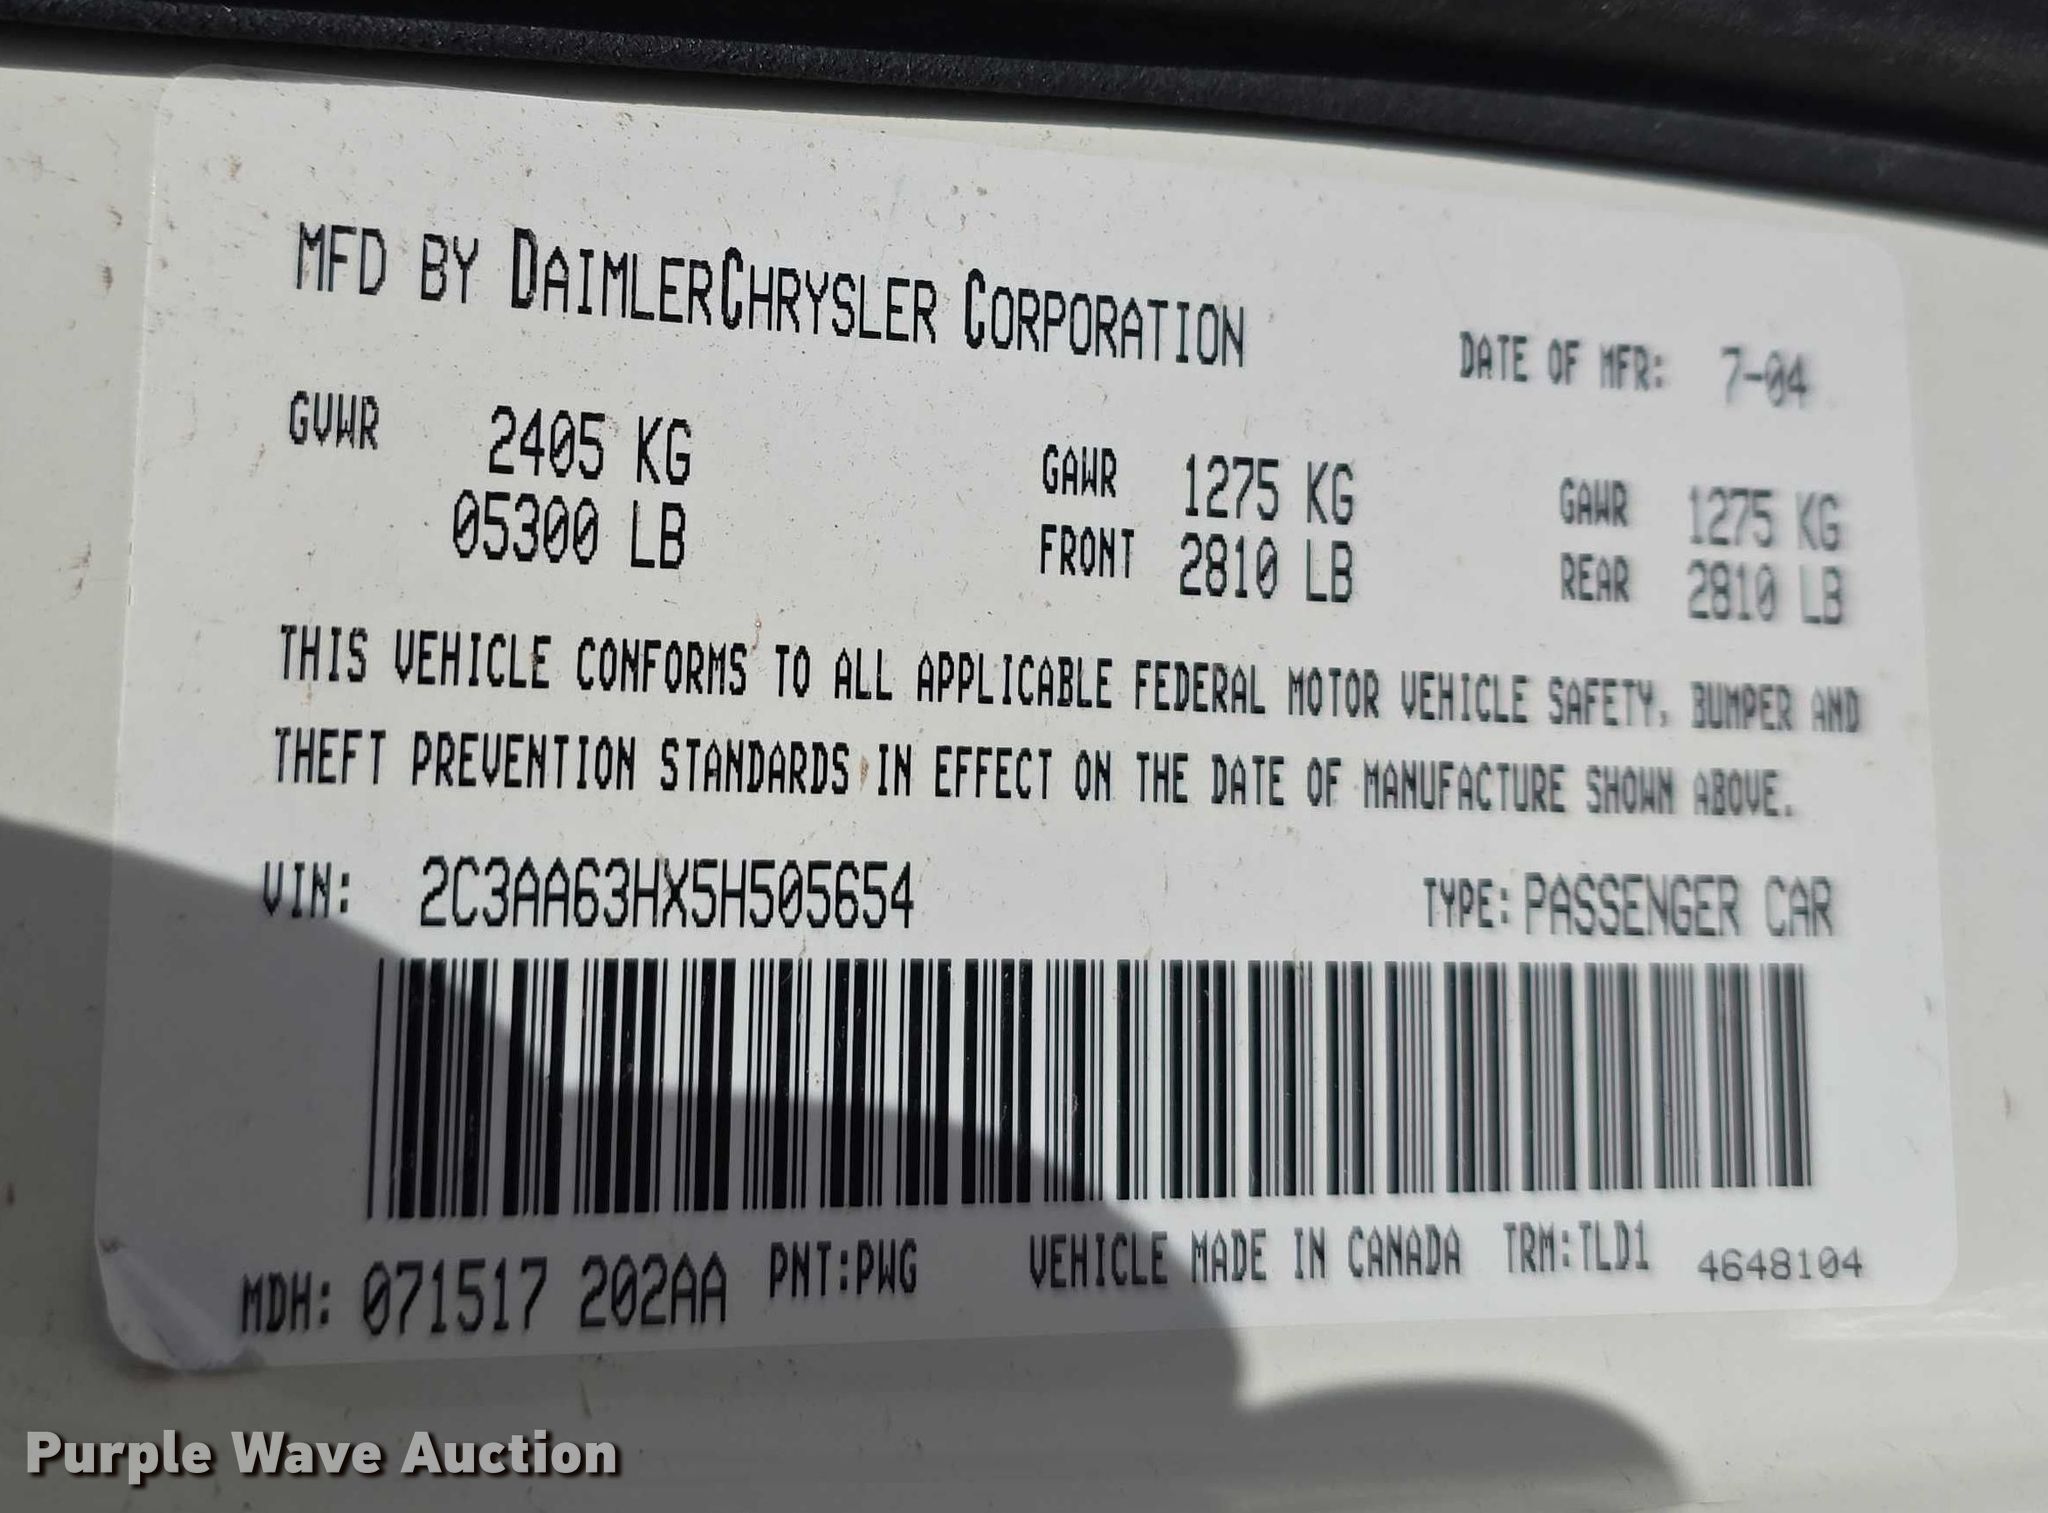 MFD BY DAIMLERCHRYSLER CORPORATION
DATE OF MFR: 7-04
GVWR 2405 KG GAWR 1275 KG GAWR 1275 KG
05300 LB FRONT 2810 LB REAR 2810 LB
THIS VEHICLE CONFORMS TO ALL APPLICABLE FEDERAL MOTOR VEHICLE SAFETY, BUMPER AND
THEFT PREVENTION STANDARDS IN EFFECT ON THE DATE OF MANUFACTURE SHOWN ABOVE.
VIN: 2C3AA63HX5H505654 TYPE: PASSENGER CAR
MDH: 071517 202AA PNT:PWG VEHICLE MADE IN CANADA TRM:TLD1 4648104
Purple Wave Auction